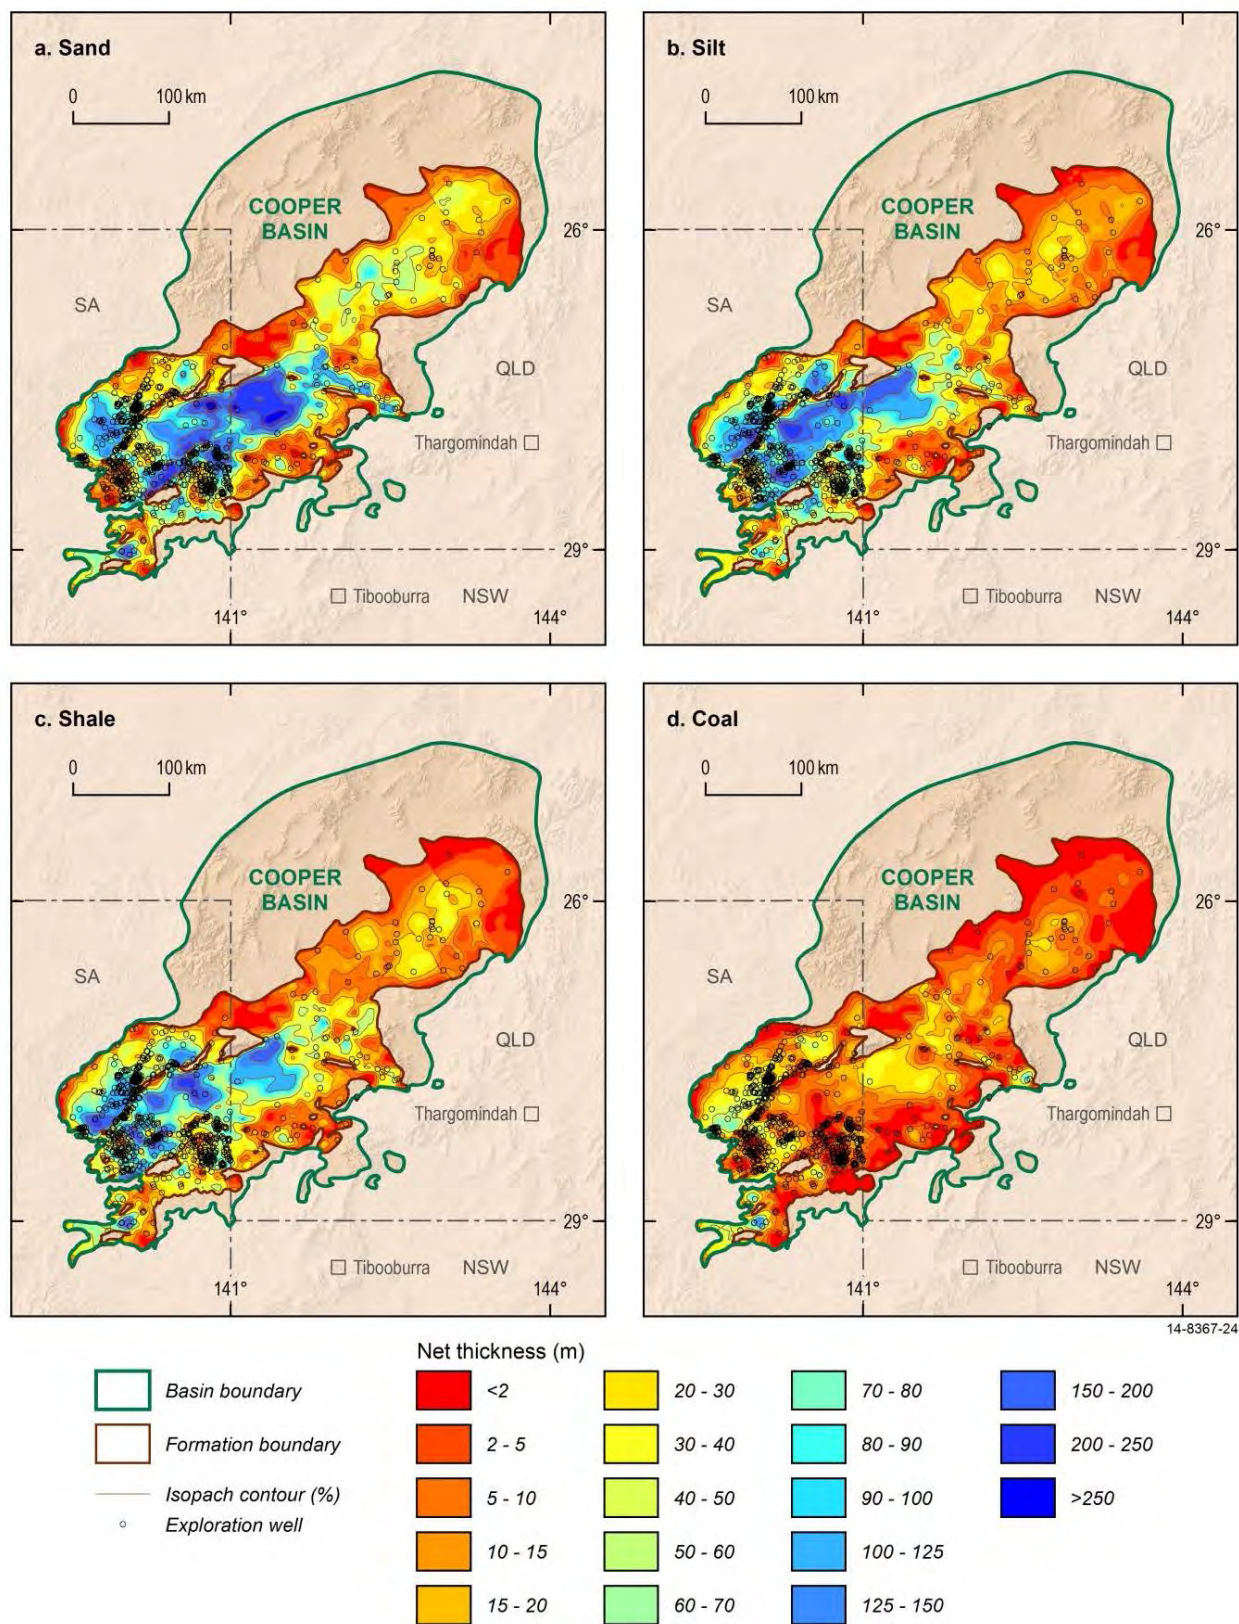 a. Sand
0 100 km
COOPER
BASIN
26°
SA
QLD
Thargomindah
29°
Tibooburra NSW
141° 144°
b. Silt
0 100 km
COOPER
BASIN
26°
SA
QLD
Thargomindah
29°
Tibooburra NSW
141° 144°
c. Shale
0 100 km
COOPER
BASIN
26°
SA
QLD
Thargomindah
29°
Tibooburra NSW
141° 144°
d. Coal
0 100 km
COOPER
BASIN
26°
SA
QLD
Thargomindah
29°
Tibooburra NSW
141° 144°
14-8367-24
Basin boundary
Formation boundary
Isopach contour (%)
Exploration well
Net thickness (m)
<2
2 - 5
5 - 10
10 - 15
15 - 20
20 - 30
30 - 40
40 - 50
50 - 60
60 - 70
70 - 80
80 - 90
90 - 100
100 - 125
125 - 150
150 - 200
200 - 250
>250